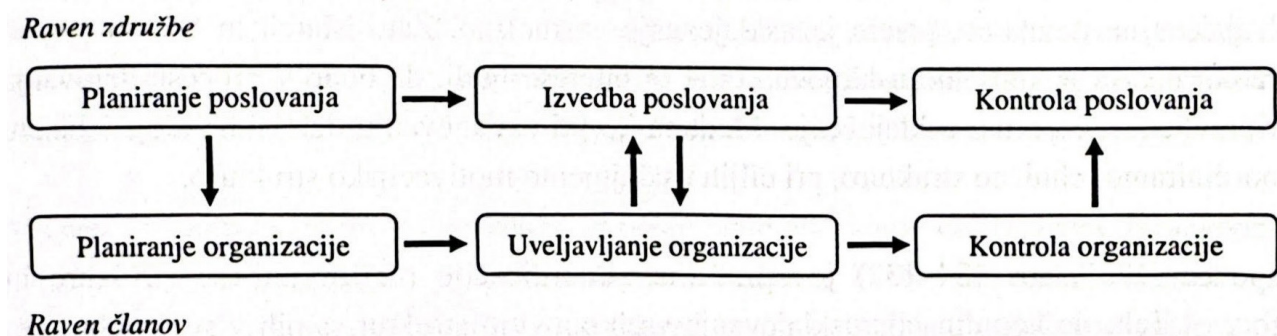 Raven združbe
Planiranje poslovanja
Izvedba poslovanja
Kontrola poslovanja
Planiranje organizacije
Uveljavljanje organizacije
Kontrola organizacije
Raven članov